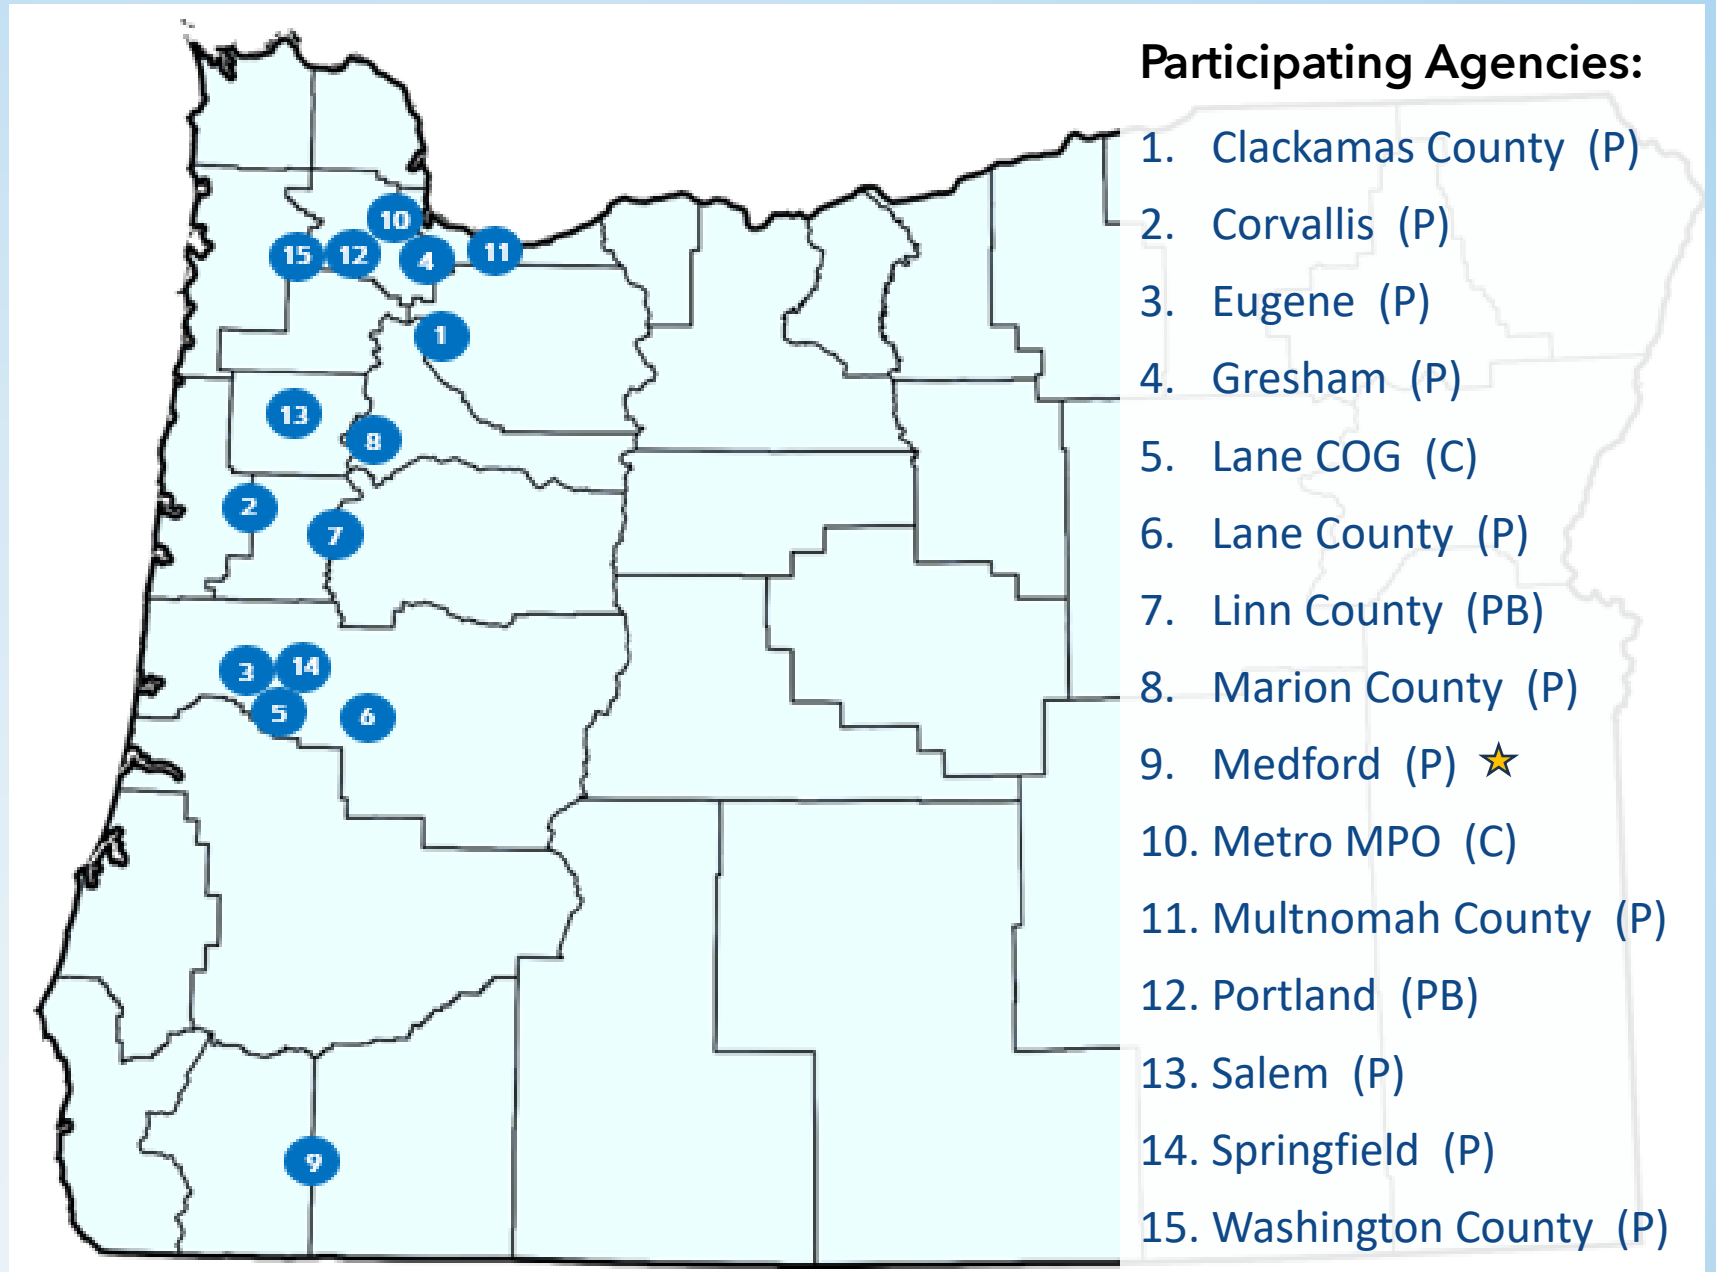 Participating Agencies:
1. Clackamas County (P)
2. Corvallis (P)
3. Eugene (P)
4. Gresham (P)
5. Lane COG (C)
6. Lane County (P)
7. Linn County (PB)
8. Marion County (P)
9. Medford (P)
10. Metro MPO (C)
11. Multnomah County (P)
12. Portland (PB)
13. Salem (P)
14. Springfield (P)
15. Washington County (P)
10
15
12
4
11
1
13
8
2
7
3
14
5
6
9